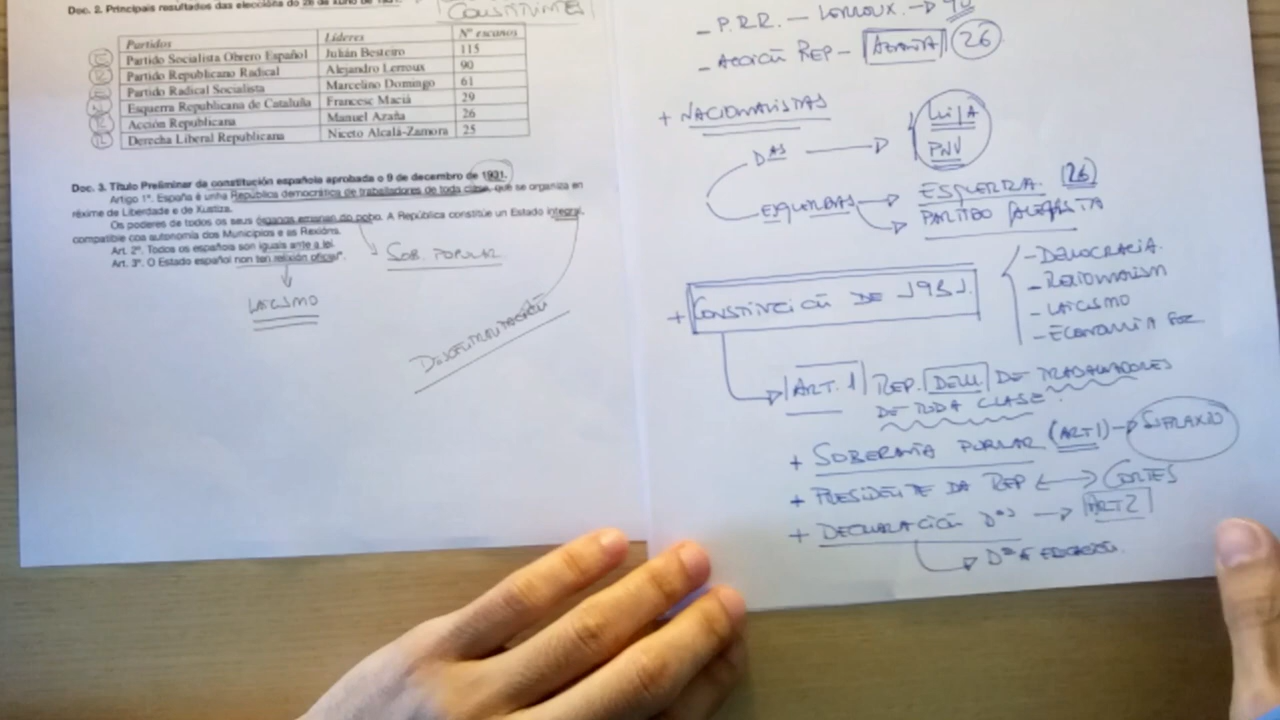 Doc. 2. Principais resultados das eleccións do 28 de xuño de 1931.
CONSTITUINTES
Partidos Líderes Nº escanos
Partido Socialista Obrero Español Julián Besteiro 115
Partido Republicano Radical Alejandro Lerroux 90
Partido Radical Socialista Marcelino Domingo 61
Esquerra Republicana de Cataluña Francesc Maciá 29
Acción Republicana Manuel Azaña 26
Derecha Liberal Republicana Niceto Alcalá-Zamora 25
Doc. 3. Título Preliminar da constitución española aprobada o 9 de decembro de 1931.
Artigo 1º. España é unha República democrática de traballadores de toda clase, que se organiza en
réxime de Liberdade e de Xustiza.
Os poderes de todos os seus órganos emanan do pobo. A República constitúe un Estado integral,
compatible coa autonomía dos Municipios e as Rexións.
Art. 2º. Todos os españois son iguais ante a lei.
Art. 3º. O Estado español non ten relixión oficial".
SOB. POPULAR
LAICISMO
DESCENTRALIZACIÓN
- P.R.R. - LERROUX. → 90
- ACCIÓN REP - AZAÑA 26
+ NACIONALISTAS
DAS → LLIGA
PNV
ESQUERDAS → ESQUERRA. 26
→ PARTIDO GALEGUISTA
+ CONSTITUCIÓN DE 1931.
- DEMOCRACIA.
- REXIONALISM
- LAICISMO
- ECONOMÍA
→ ART. 1 REP. DEM DE TRABALLADORES
DE TODA CLASE.
+ SOBERANÍA POPULAR (ART 1) → SUFRAXIO
+ PRESIDENTE DA REP ↔ CORTES
+ DECLARACIÓN DOS → ART 2